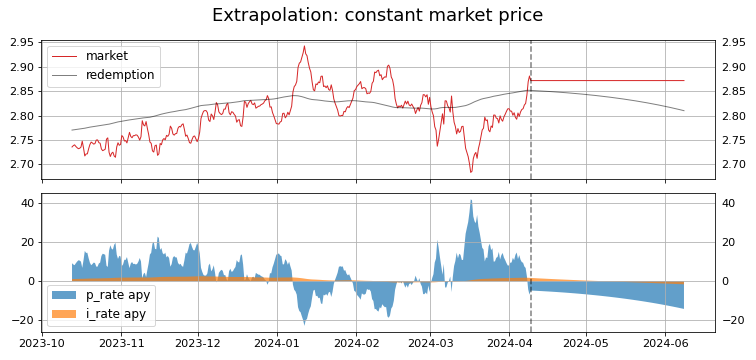 Extrapolation: constant market price
2.95 2.95
market
redemption
2.90 2.90
2.85 2.85
2.80 2.80
2.75 2.75
2.70 2.70
40 40
20 20
0 0
p_rate apy
i_rate apy
−20 −20
2023-10 2023-11 2023-12 2024-01 2024-02 2024-03 2024-04 2024-05 2024-06